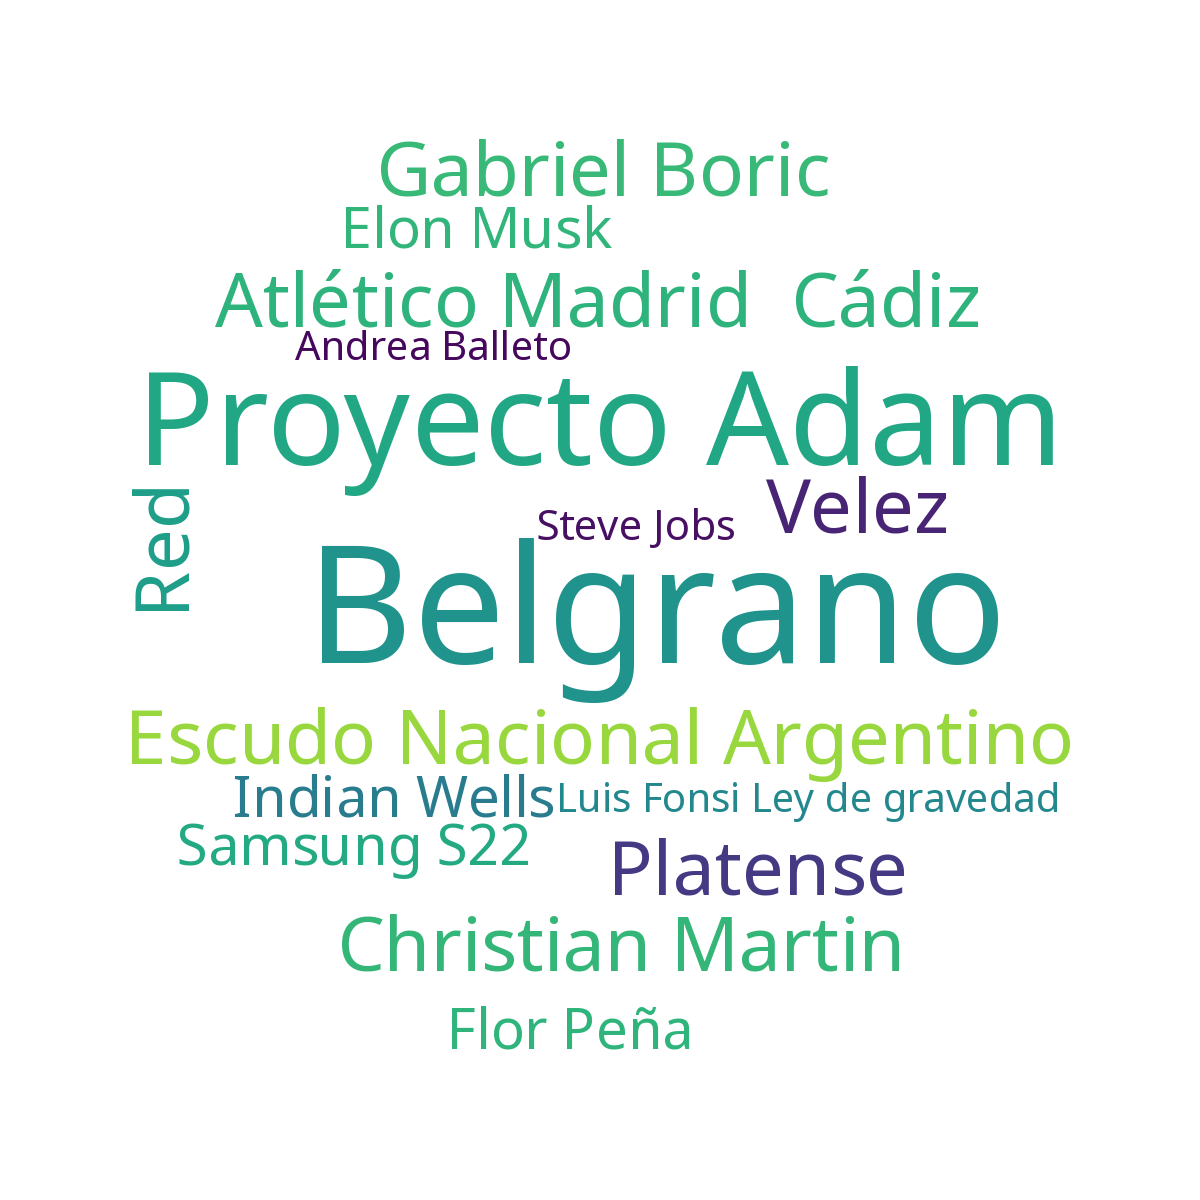 Gabriel Boric
Elon Musk
Atlético Madrid Cádiz
Andrea Balleto
Proyecto Adam
Red
Steve Jobs
Velez
Belgrano
Escudo Nacional Argentino
Indian Wells
Luis Fonsi Ley de gravedad
Samsung S22
Platense
Christian Martin
Flor Peña